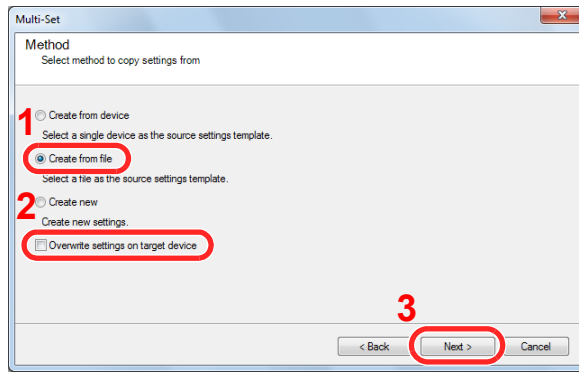 Multi-Set
x
Method
Select method to copy settings from
1
Create from device
Select a single device as the source settings template.
Create from file
Select a file as the source settings template.
2
Create new
Create new settings.
Overwrite settings on target device
3
< Back
Next >
Cancel